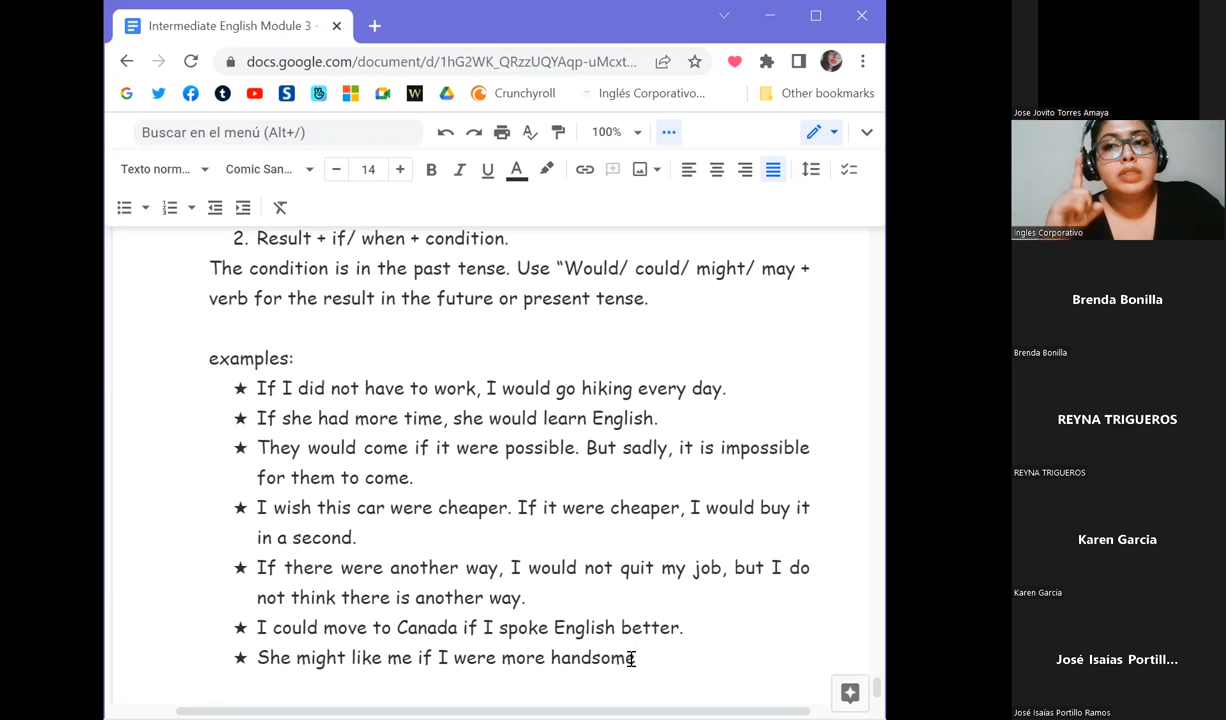 Intermediate English Module 3 -
docs.google.com/document/d/1hG2WK_QRzzUQYAqp-uMcxt...
Crunchyroll
Inglés Corporativo...
Other bookmarks
Buscar en el menú (Alt+/)
100%
Texto norm...
Comic San...
14
B I U A
2. Result + if/ when + condition.
The condition is in the past tense. Use “Would/ could/ might/ may +
verb for the result in the future or present tense.
examples:
★ If I did not have to work, I would go hiking every day.
★ If she had more time, she would learn English.
★ They would come if it were possible. But sadly, it is impossible
for them to come.
★ I wish this car were cheaper. If it were cheaper, I would buy it
in a second.
★ If there were another way, I would not quit my job, but I do
not think there is another way.
★ I could move to Canada if I spoke English better.
★ She might like me if I were more handsome
Jose Jovito Torres Amaya
Ingles Corporativo
Brenda Bonilla
Brenda Bonilla
REYNA TRIGUEROS
REYNA TRIGUEROS
Karen García
Karen Garcia
José Isaías Portill...
José Isaías Portillo Ramos